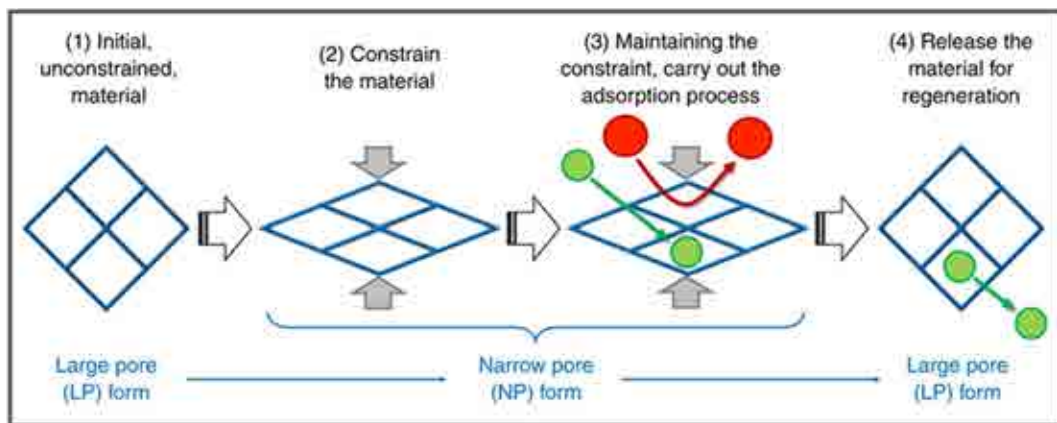 (1) Initial,
unconstrained,
material
(2) Constrain
the material
(3) Maintaining the
constraint, carry out the
adsorption process
(4) Release the
material for
regeneration
Large pore
(LP) form
Narrow pore
(NP) form
Large pore
(LP) form